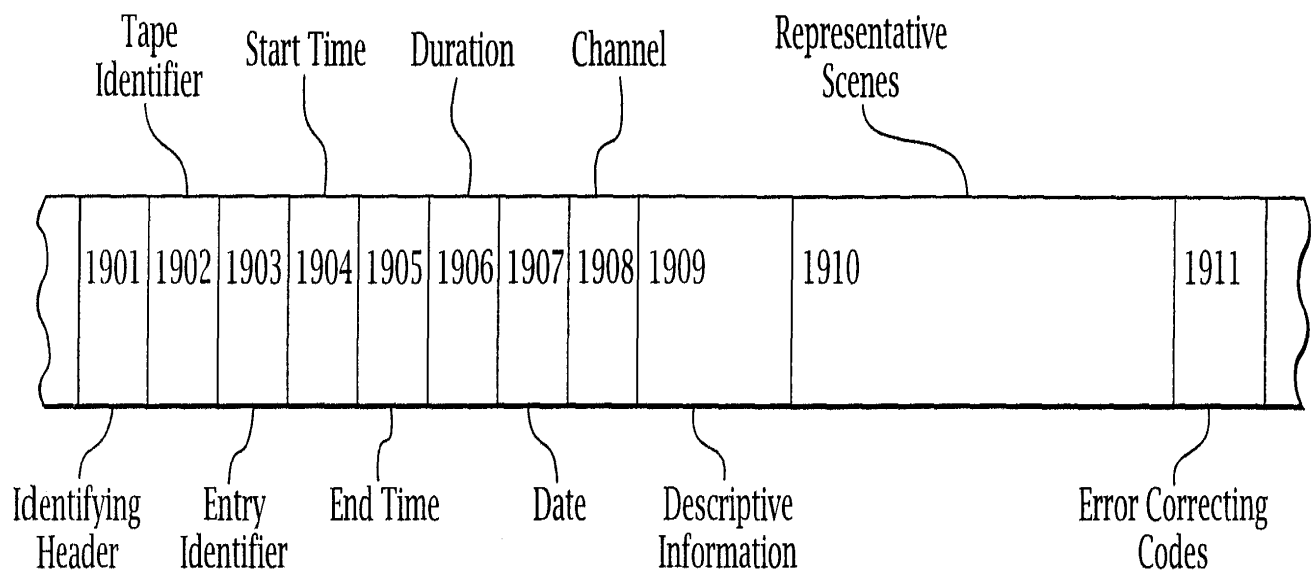 Tape
Identifier
Start Time
Duration
Channel
Representative
Scenes
1901
1902
1903
1904
1905
1906
1907
1908
1909
1910
1911
Identifying
Header
Entry
Identifier
End Time
Date
Descriptive
Information
Error Correcting
Codes